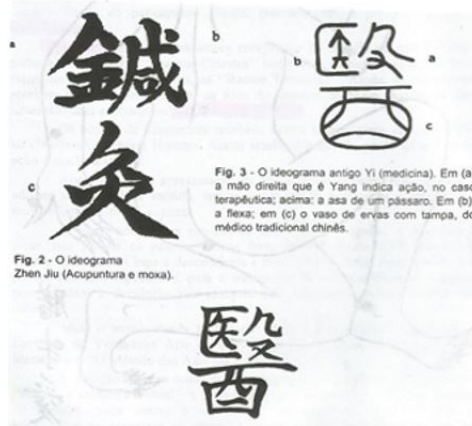 a
鍼
b
灸
c
b
a
c
Fig. 3 - O ideograma antigo Yi (medicina). Em (a
a mão direita que é Yang indica ação, no caso
terapêutica; acima: a asa de um pássaro. Em (b)
a flexa; em (c) o vaso de ervas com tampa, do
médico tradicional chinês.
Fig. 2 - O ideograma
Zhen Jiu (Acupuntura e moxa).
醫